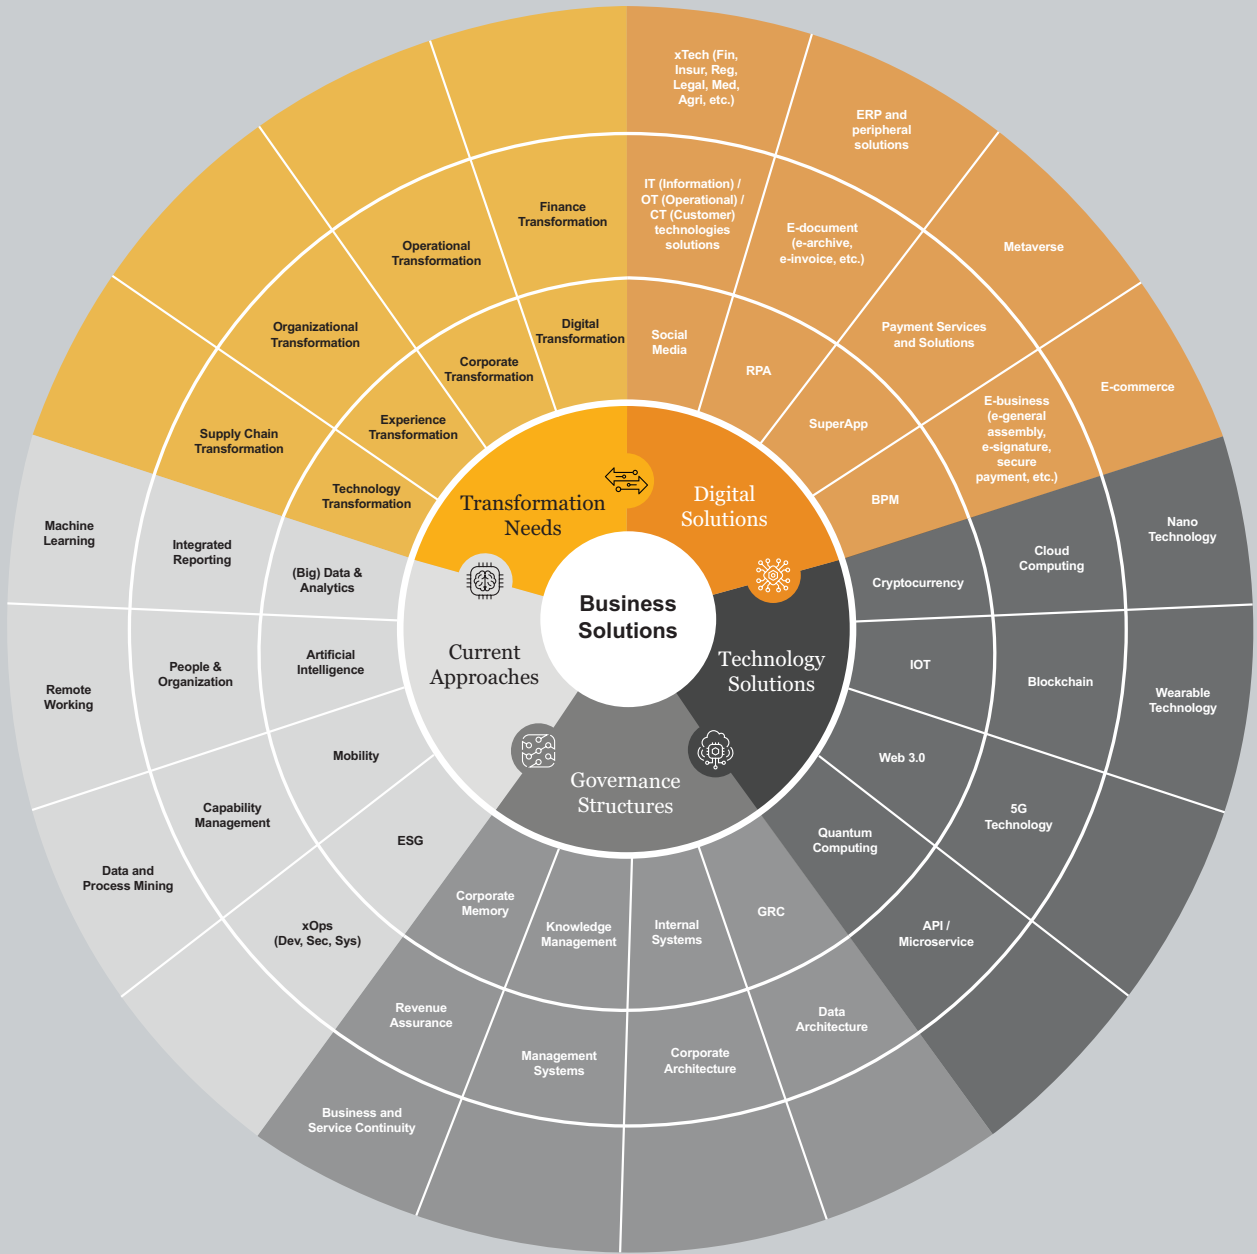 Business
Solutions
Transformation
Needs
Digital
Transformation
Corporate
Transformation
Experience
Transformation
Technology
Transformation
Finance
Transformation
Operational
Transformation
Organizational
Transformation
Supply Chain
Transformation
Digital
Solutions
Social
Media
RPA
SuperApp
BPM
IT (Information) /
OT (Operational) /
CT (Customer)
technologies
solutions
E-document
(e-archive,
e-invoice, etc.)
Payment Services
and Solutions
E-business
(e-general
assembly,
e-signature,
secure
payment, etc.)
xTech (Fin,
Insur, Reg,
Legal, Med,
Agri, etc.)
ERP and
peripheral
solutions
Metaverse
E-commerce
Technology
Solutions
Cryptocurrency
IOT
Web 3.0
Quantum
Computing
Cloud
Computing
Blockchain
5G
Technology
API /
Microservice
Nano
Technology
Wearable
Technology
Governance
Structures
GRC
Internal
Systems
Knowledge
Management
Corporate
Memory
Data
Architecture
Corporate
Architecture
Management
Systems
Revenue
Assurance
Business and
Service Continuity
Current
Approaches
(Big) Data &
Analytics
Artificial
Intelligence
Mobility
ESG
Integrated
Reporting
People &
Organization
Capability
Management
xOps
(Dev, Sec, Sys)
Machine
Learning
Remote
Working
Data and
Process Mining